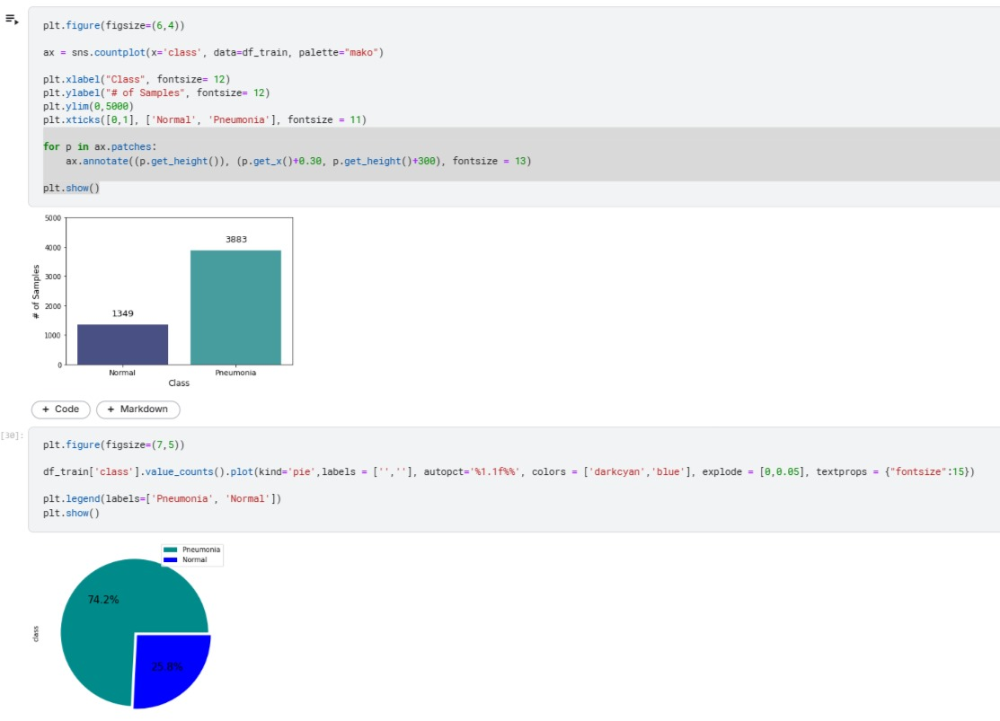 plt.figure(figsize=(6,4))
ax = sns.countplot(x='class', data=df_train, palette="mako")
plt.xlabel("Class", fontsize= 12)
plt.ylabel("# of Samples", fontsize= 12)
plt.ylim(0,5000)
plt.xticks([0,1], ['Normal', 'Pneumonia'], fontsize = 11)
for p in ax.patches:
    ax.annotate((p.get_height()), (p.get_x()+0.30, p.get_height()+300), fontsize = 13)
plt.show()
5000
4000
3000
2000
1000
0
# of Samples
3883
1349
Normal
Pneumonia
Class
+ Code
+ Markdown
[30]:
plt.figure(figsize=(7,5))
df_train['class'].value_counts().plot(kind='pie',labels = ['',''], autopct='%1.1f%%', colors = ['darkcyan','blue'], explode = [0,0.05], textprops = {"fontsize":15})
plt.legend(labels=['Pneumonia', 'Normal'])
plt.show()
Pneumonia
Normal
74.2%
class
25.8%